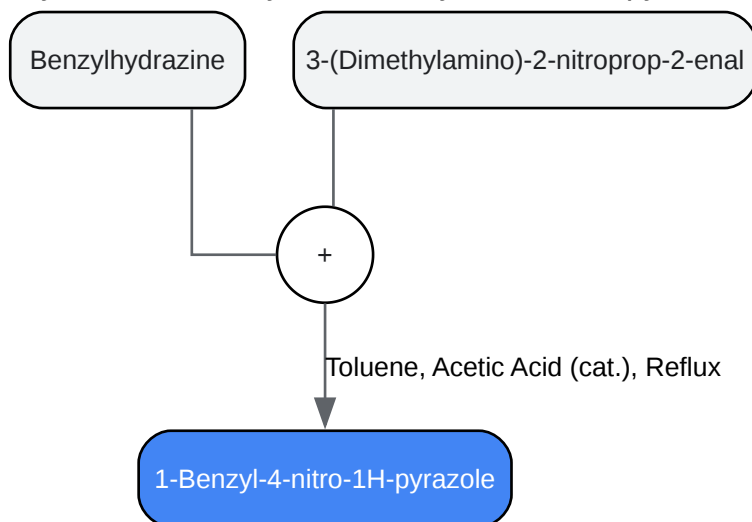 Benzylhydrazine
3-(Dimethylamino)-2-nitroprop-2-enal
+
Toluene, Acetic Acid (cat.), Reflux
1-Benzyl-4-nitro-1H-pyrazole